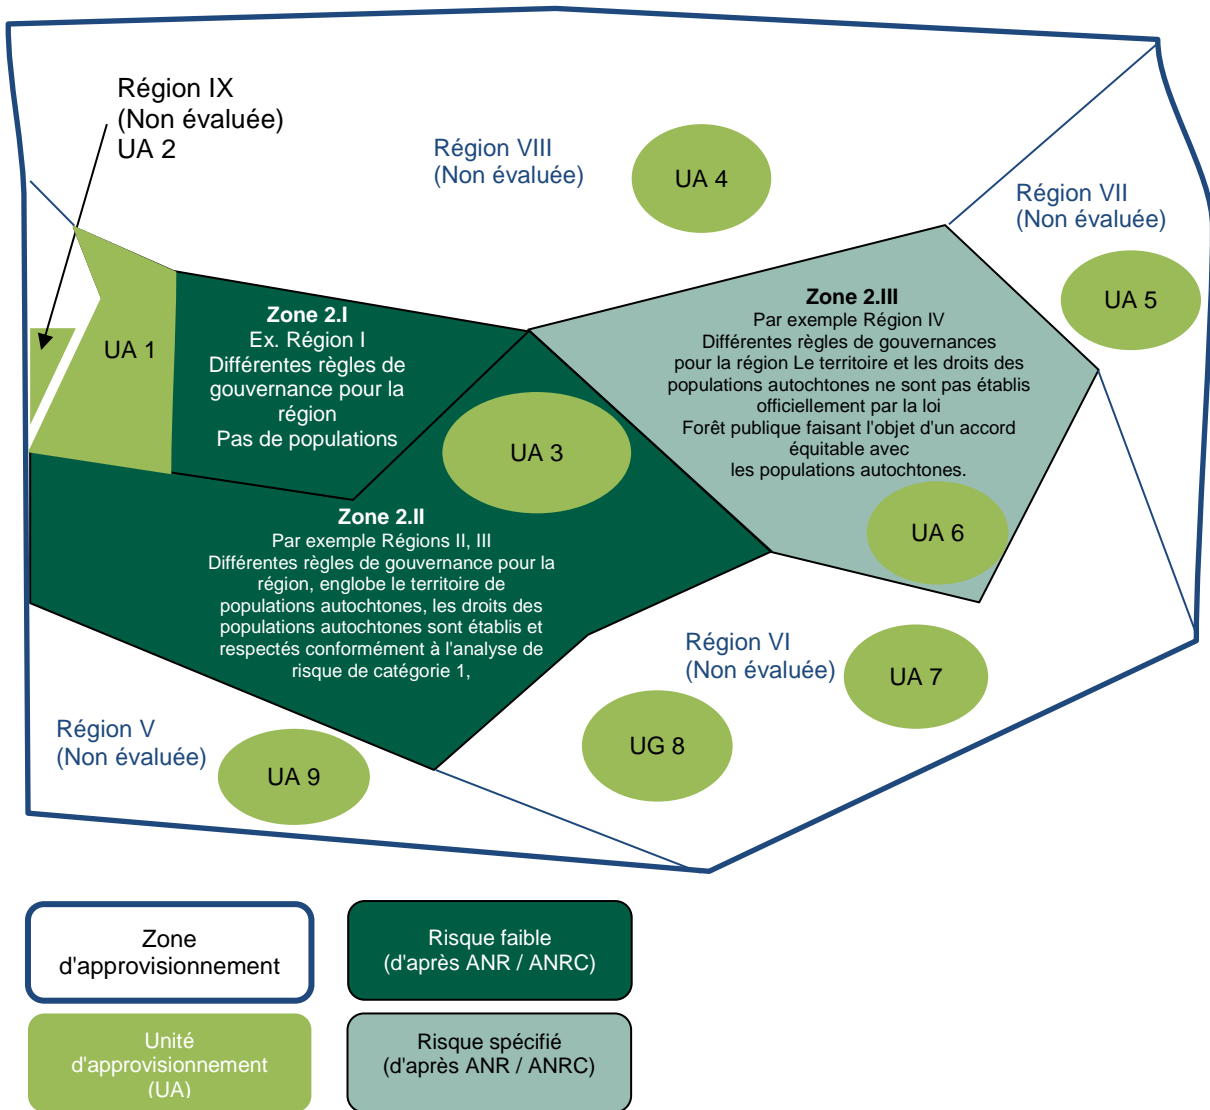 Région IX
(Non évaluée)
UA 2
Région VIII
(Non évaluée)
UA 4
Région VII
(Non évaluée)
UA 5
UA 1
Zone 2.I
Ex. Région I
Différentes règles de
gouvernance pour la
région
Pas de populations
Zone 2.III
Par exemple Région IV
Différentes règles de gouvernances
pour la région Le territoire et les droits des
populations autochtones ne sont pas établis
officiellement par la loi
Forêt publique faisant l'objet d'un accord
équitable avec
les populations autochtones.
UA 3
UA 6
Zone 2.II
Par exemple Régions II, III
Différentes règles de gouvernance pour la
région, englobe le territoire de
populations autochtones, les droits des
populations autochtones sont établis et
respectés conformément à l'analyse de
risque de catégorie 1,
Région VI
(Non évaluée)
UA 7
UG 8
Région V
(Non évaluée)
UA 9
Zone
d'approvisionnement
Risque faible
(d'après ANR / ANRC)
Unité
d'approvisionnement
(UA)
Risque spécifié
(d'après ANR / ANRC)